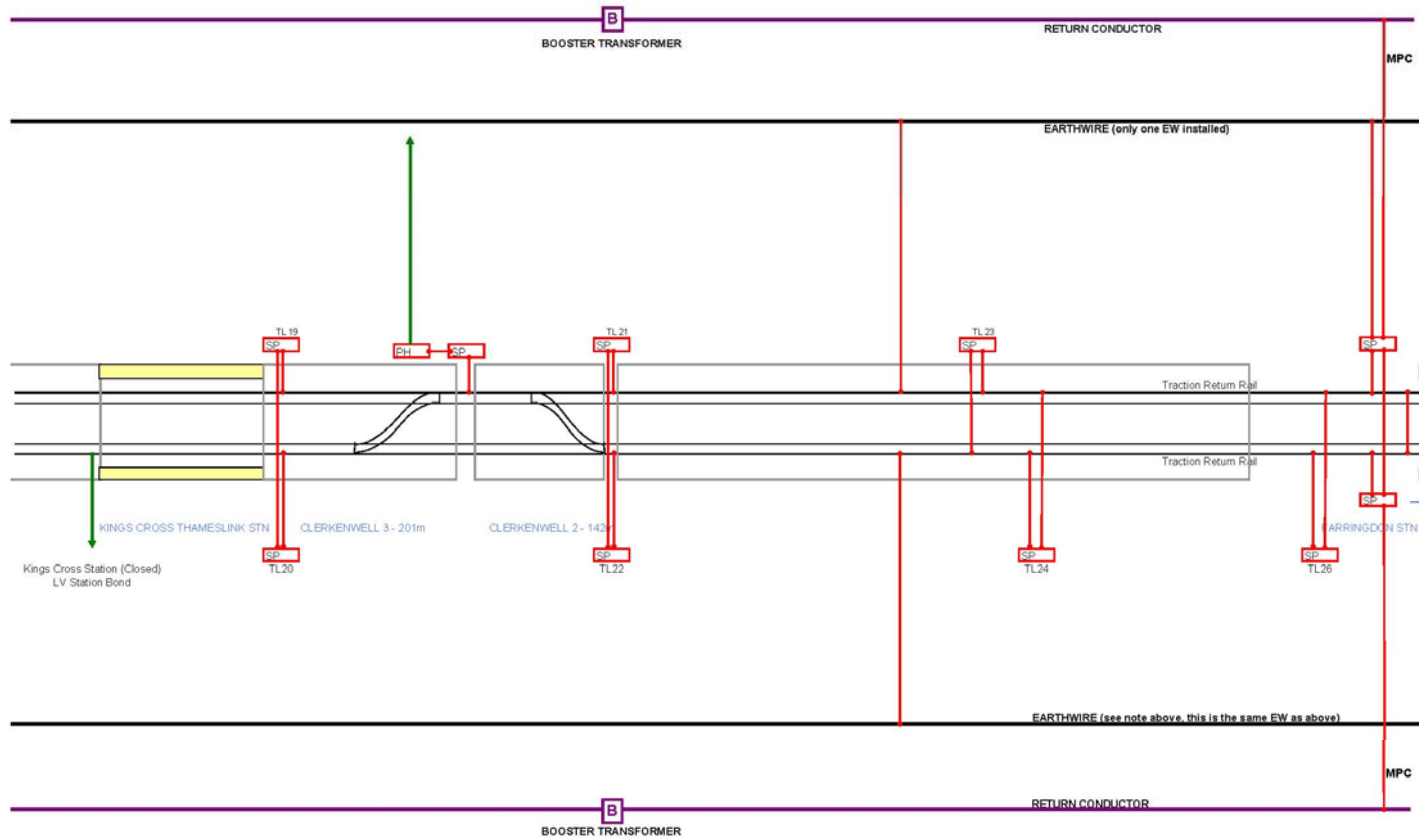 B
BOOSTER TRANSFORMER
RETURN CONDUCTOR
MPC
EARTHWIRE (only one EW installed)
TL 19
SP
PH
SP
TL 21
SP
TL 23
SP
SP
Traction Return Rail
Traction Return Rail
SP
KINGS CROSS THAMESLINK STN
CLERKENWELL 3 - 201m
CLERKENWELL 2 - 142m
FARRINGDON STN
Kings Cross Station (Closed)
LV Station Bond
SP
TL20
SP
TL22
SP
TL24
SP
TL26
EARTHWIRE (see note above, this is the same EW as above)
MPC
RETURN CONDUCTOR
B
BOOSTER TRANSFORMER